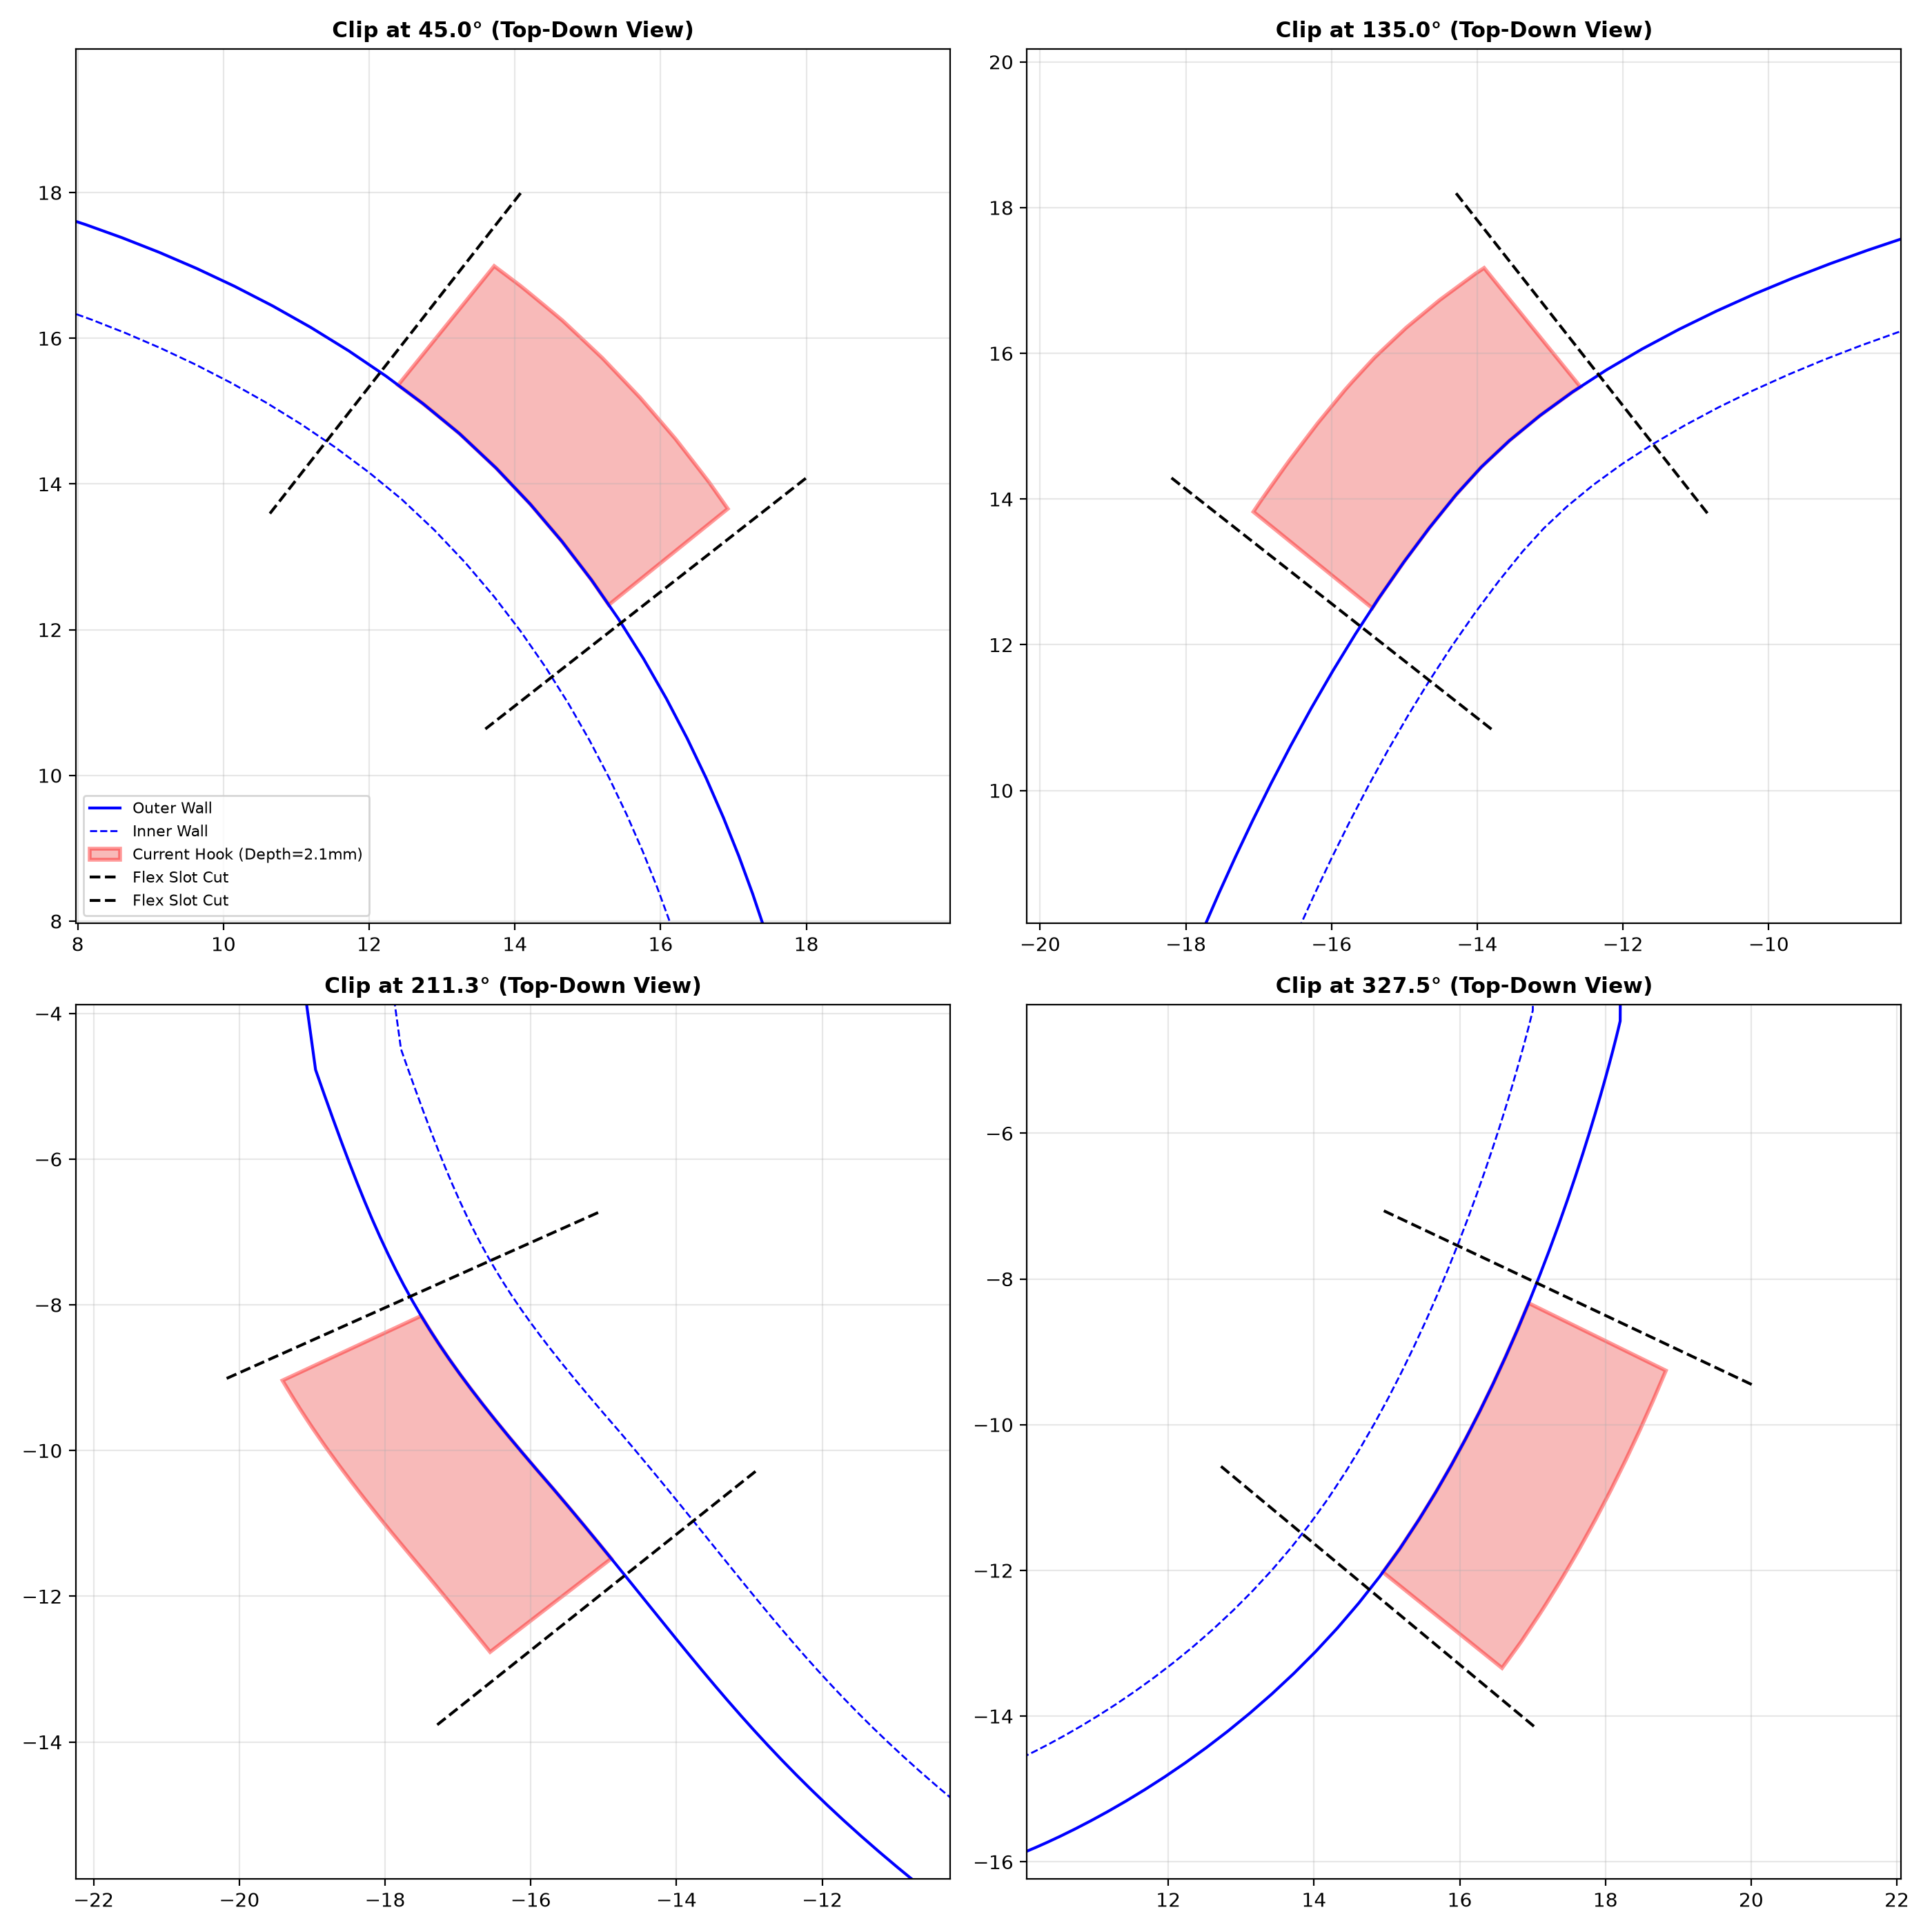 Clip at 45.0° (Top-Down View)
18
16
14
12
10
8
8 10 12 14 16 18
Outer Wall
Inner Wall
Current Hook (Depth=2.1mm)
Flex Slot Cut
Flex Slot Cut
Clip at 135.0° (Top-Down View)
20
18
16
14
12
10
−20 −18 −16 −14 −12 −10
Clip at 211.3° (Top-Down View)
−4
−6
−8
−10
−12
−14
−22 −20 −18 −16 −14 −12
Clip at 327.5° (Top-Down View)
−6
−8
−10
−12
−14
−16
12 14 16 18 20 22